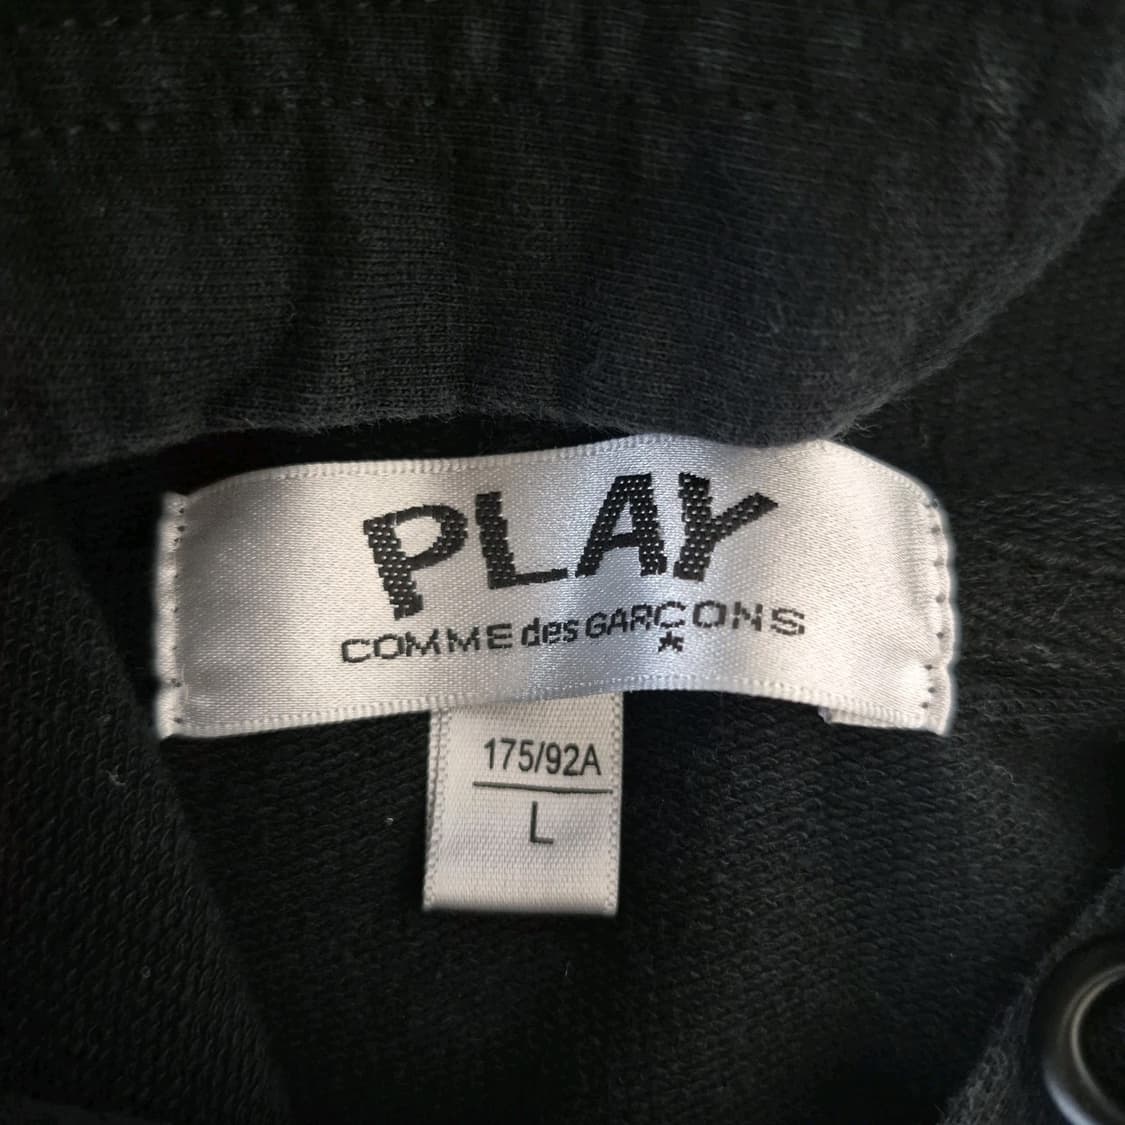 PLAY
COMME des GARÇONS
175/92A
L